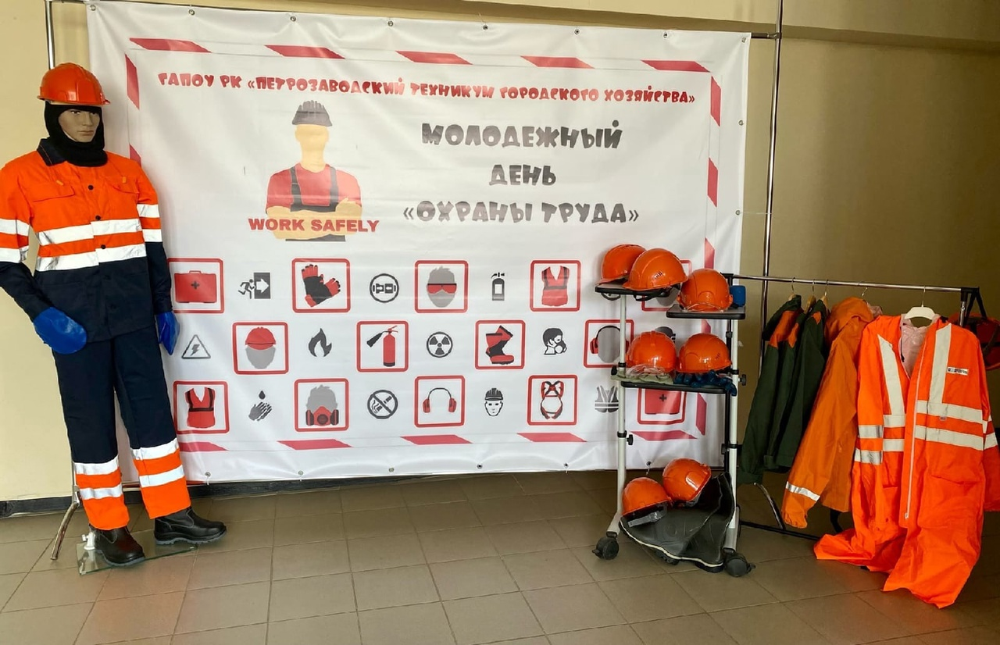 ГАПОУ РК «ПЕТРОЗАВОДСКИЙ ТЕХНИКУМ ГОРОДСКОГО ХОЗЯЙСТВА»
МОЛОДЕЖНЫЙ
ДЕНЬ
«ОХРАНЫ ТРУДА»
WORK SAFELY